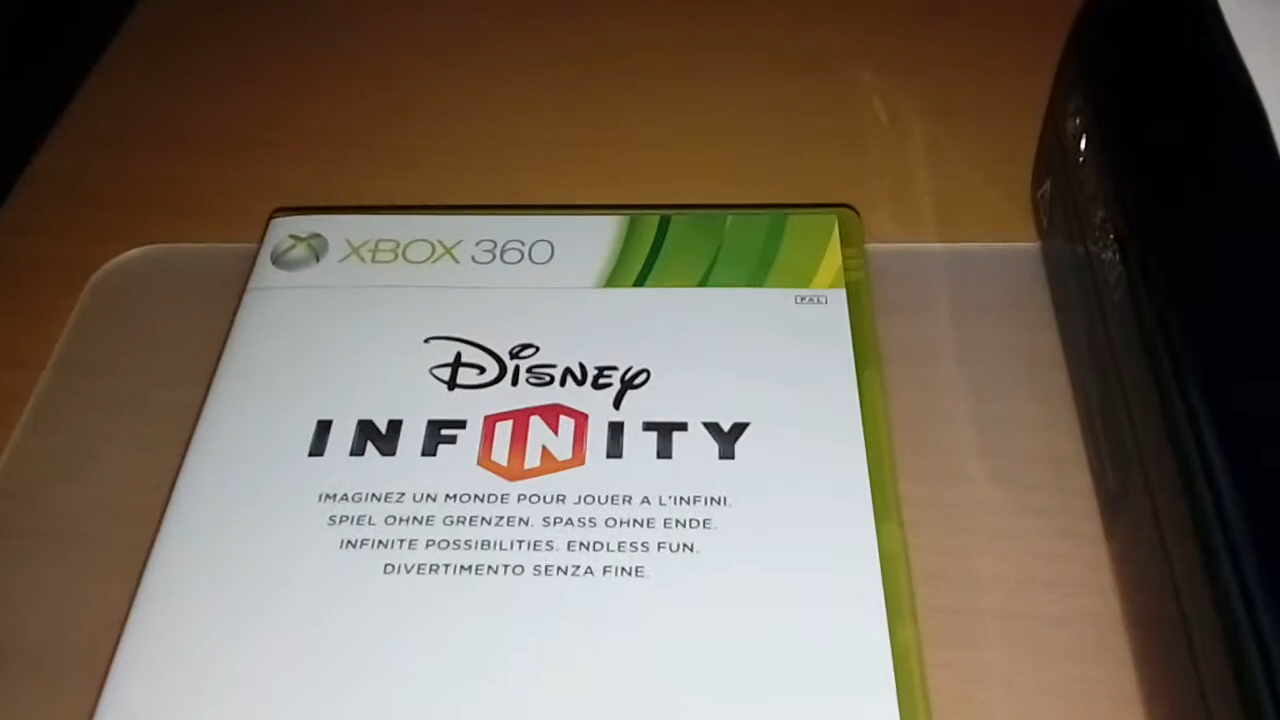 XBOX 360
PAL
Disney
INFINITY
IMAGINEZ UN MONDE POUR JOUER A L'INFINI.
SPIEL OHNE GRENZEN. SPASS OHNE ENDE.
INFINITE POSSIBILITIES. ENDLESS FUN.
DIVERTIMENTO SENZA FINE.